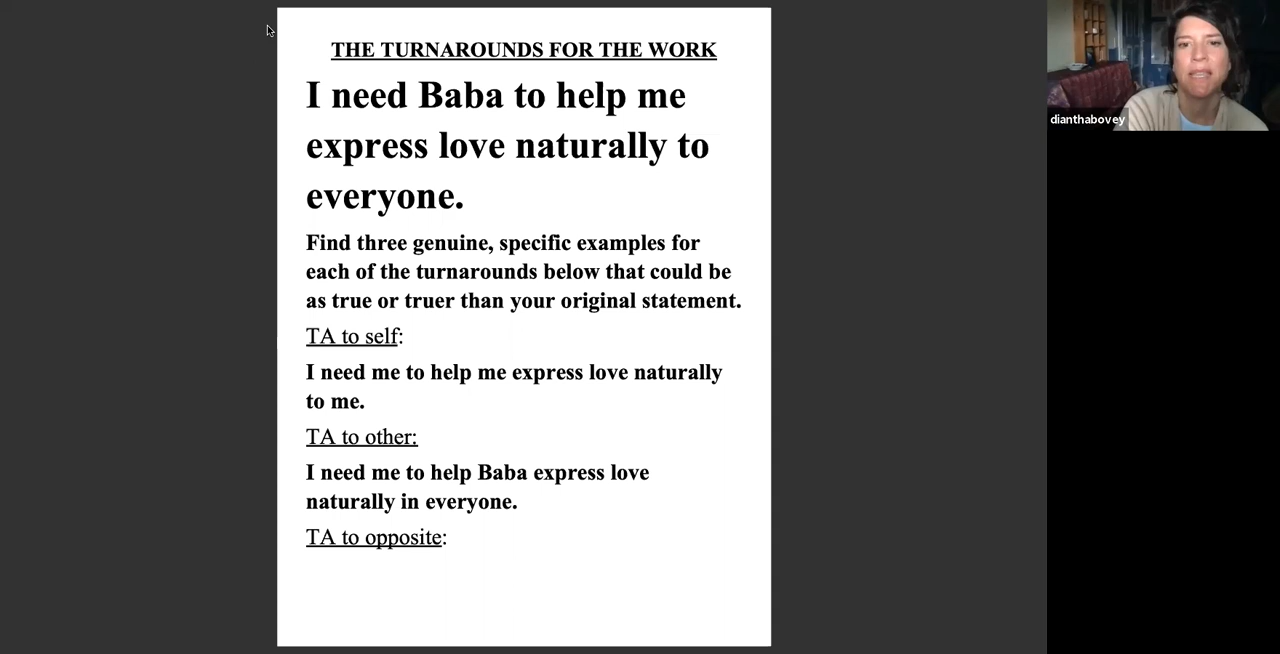 THE TURNAROUNDS FOR THE WORK
I need Baba to help me
express love naturally to
everyone.
Find three genuine, specific examples for
each of the turnarounds below that could be
as true or truer than your original statement.
TA to self:
I need me to help me express love naturally
to me.
TA to other:
I need me to help Baba express love
naturally in everyone.
TA to opposite:
dianthabovey